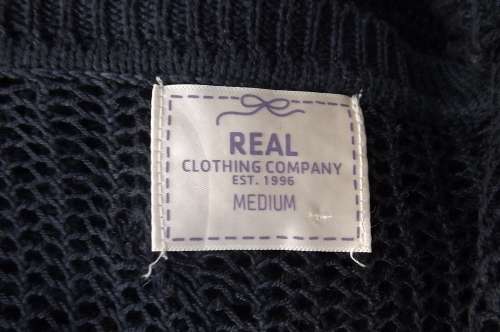 REAL
CLOTHING COMPANY
EST. 1996
MEDIUM